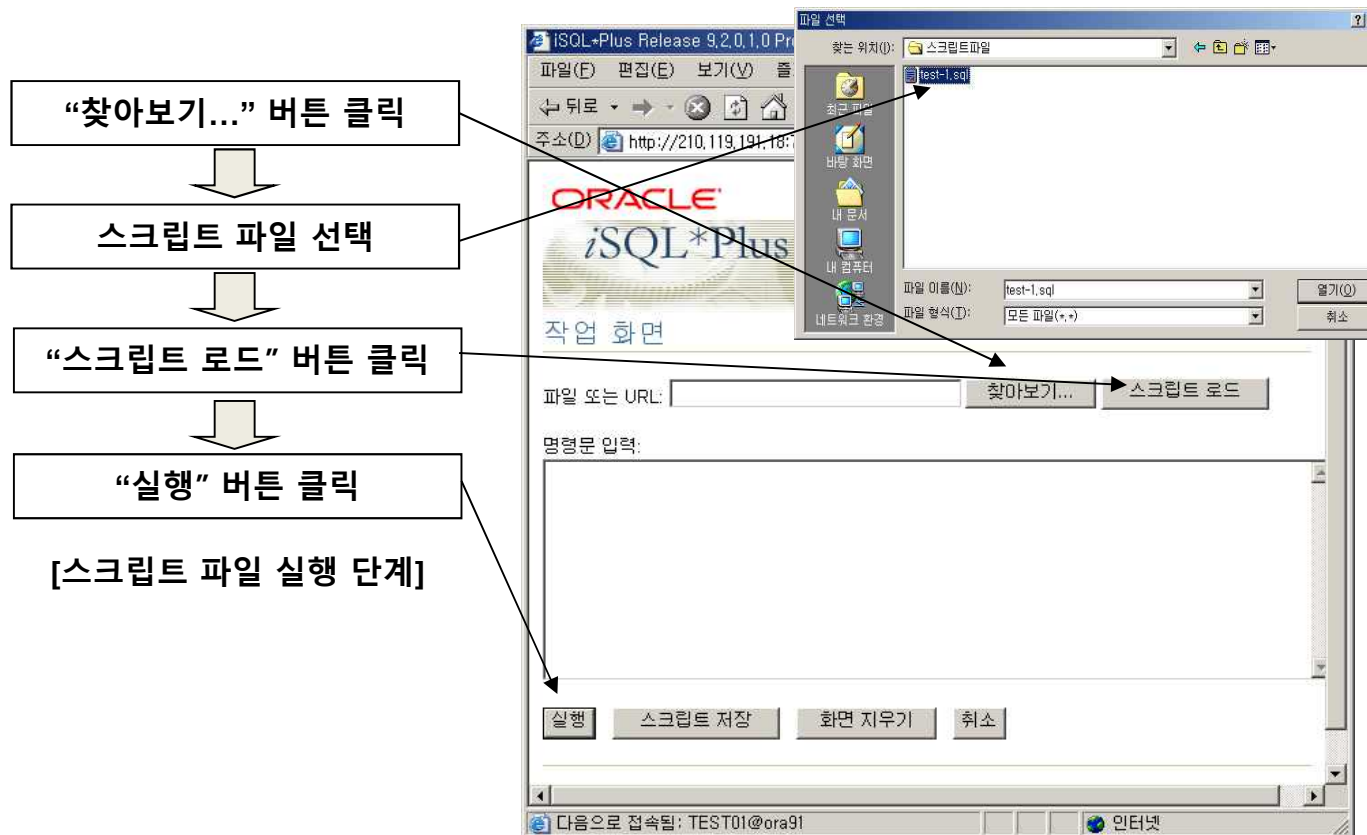 "찾아보기…" 버튼 클릭
스크립트 파일 선택
"스크립트 로드" 버튼 클릭
"실행" 버튼 클릭
[스크립트 파일 실행 단계]
iSQL*Plus Release 9.2.0.1.0 Pr
파일(F) 편집(E) 보기(V) 즐
뒤로
주소(D) http://210.119.191.18:7
ORACLE
iSQL*Plus
작업 화면
파일 또는 URL: 찾아보기... 스크립트 로드
명령문 입력:
실행 스크립트 저장 화면 지우기 취소
다음으로 접속됨: TEST01@ora91 인터넷
파일 선택
찾는 위치(I): 스크립트파일
test-1.sql
최근 파일
바탕 화면
내 문서
내 컴퓨터
네트워크 환경
파일 이름(N): test-1.sql 열기(O)
파일 형식(T): 모든 파일(*.*) 취소